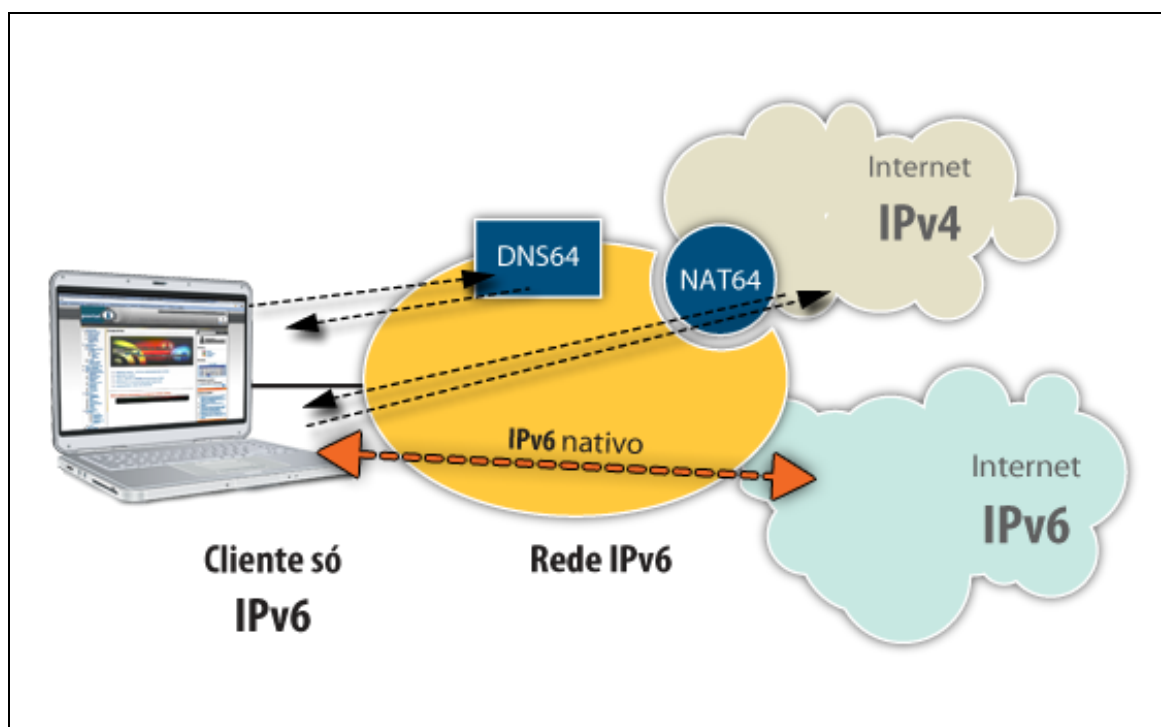 Internet
IPv4
DNS64
NAT64
IPv6 nativo
Internet
IPv6
Cliente só
IPv6
Rede IPv6